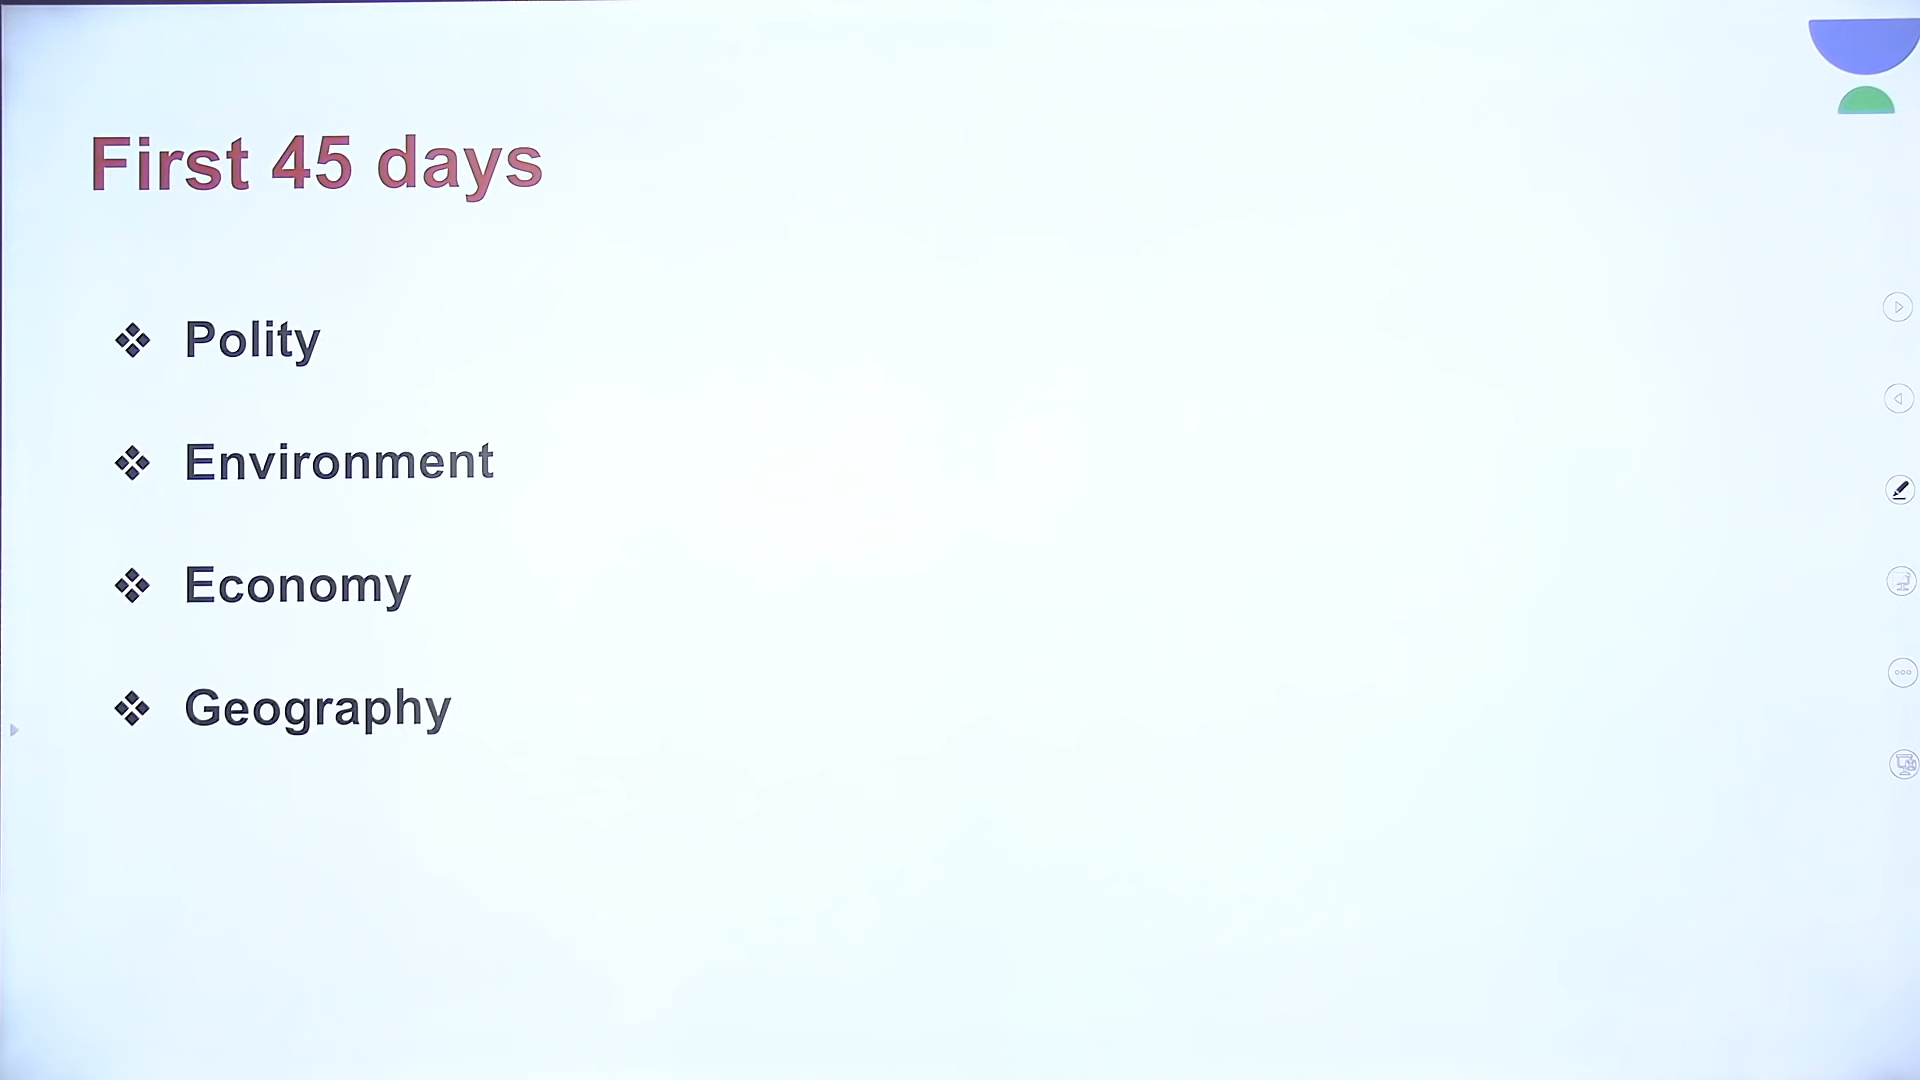 First 45 days
❖ Polity
❖ Environment
❖ Economy
❖ Geography